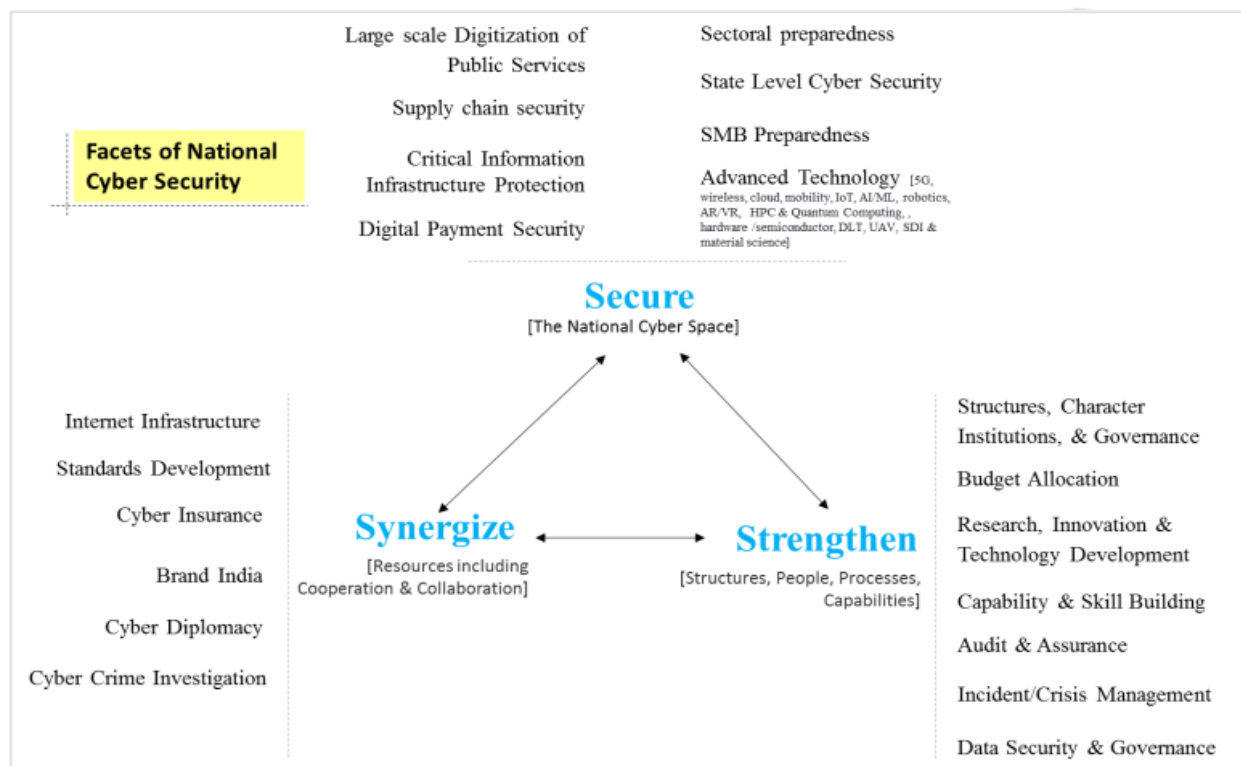 Facets of National
Cyber Security
Large scale Digitization of
Public Services
Supply chain security
Critical Information
Infrastructure Protection
Digital Payment Security
Sectoral preparedness
State Level Cyber Security
SMB Preparedness
Advanced Technology [5G,
wireless, cloud, mobility, IoT, AI/ML, robotics,
AR/VR, HPC & Quantum Computing, ,
hardware /semiconductor, DLT, UAV, SDI &
material science]
Secure
[The National Cyber Space]
Internet Infrastructure
Standards Development
Cyber Insurance
Brand India
Cyber Diplomacy
Cyber Crime Investigation
Synergize
[Resources including
Cooperation & Collaboration]
Strengthen
[Structures, People, Processes,
Capabilities]
Structures, Character
Institutions, & Governance
Budget Allocation
Research, Innovation &
Technology Development
Capability & Skill Building
Audit & Assurance
Incident/Crisis Management
Data Security & Governance